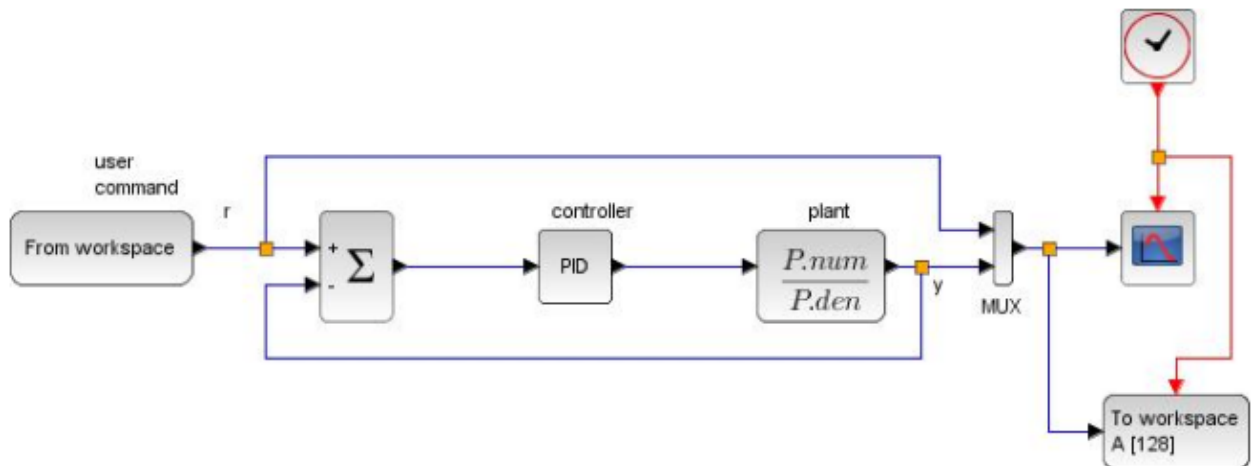 user
command
r
From workspace
+
-
Σ
controller
PID
plant
P.num
P.den
y
MUX
To workspace
A [128]